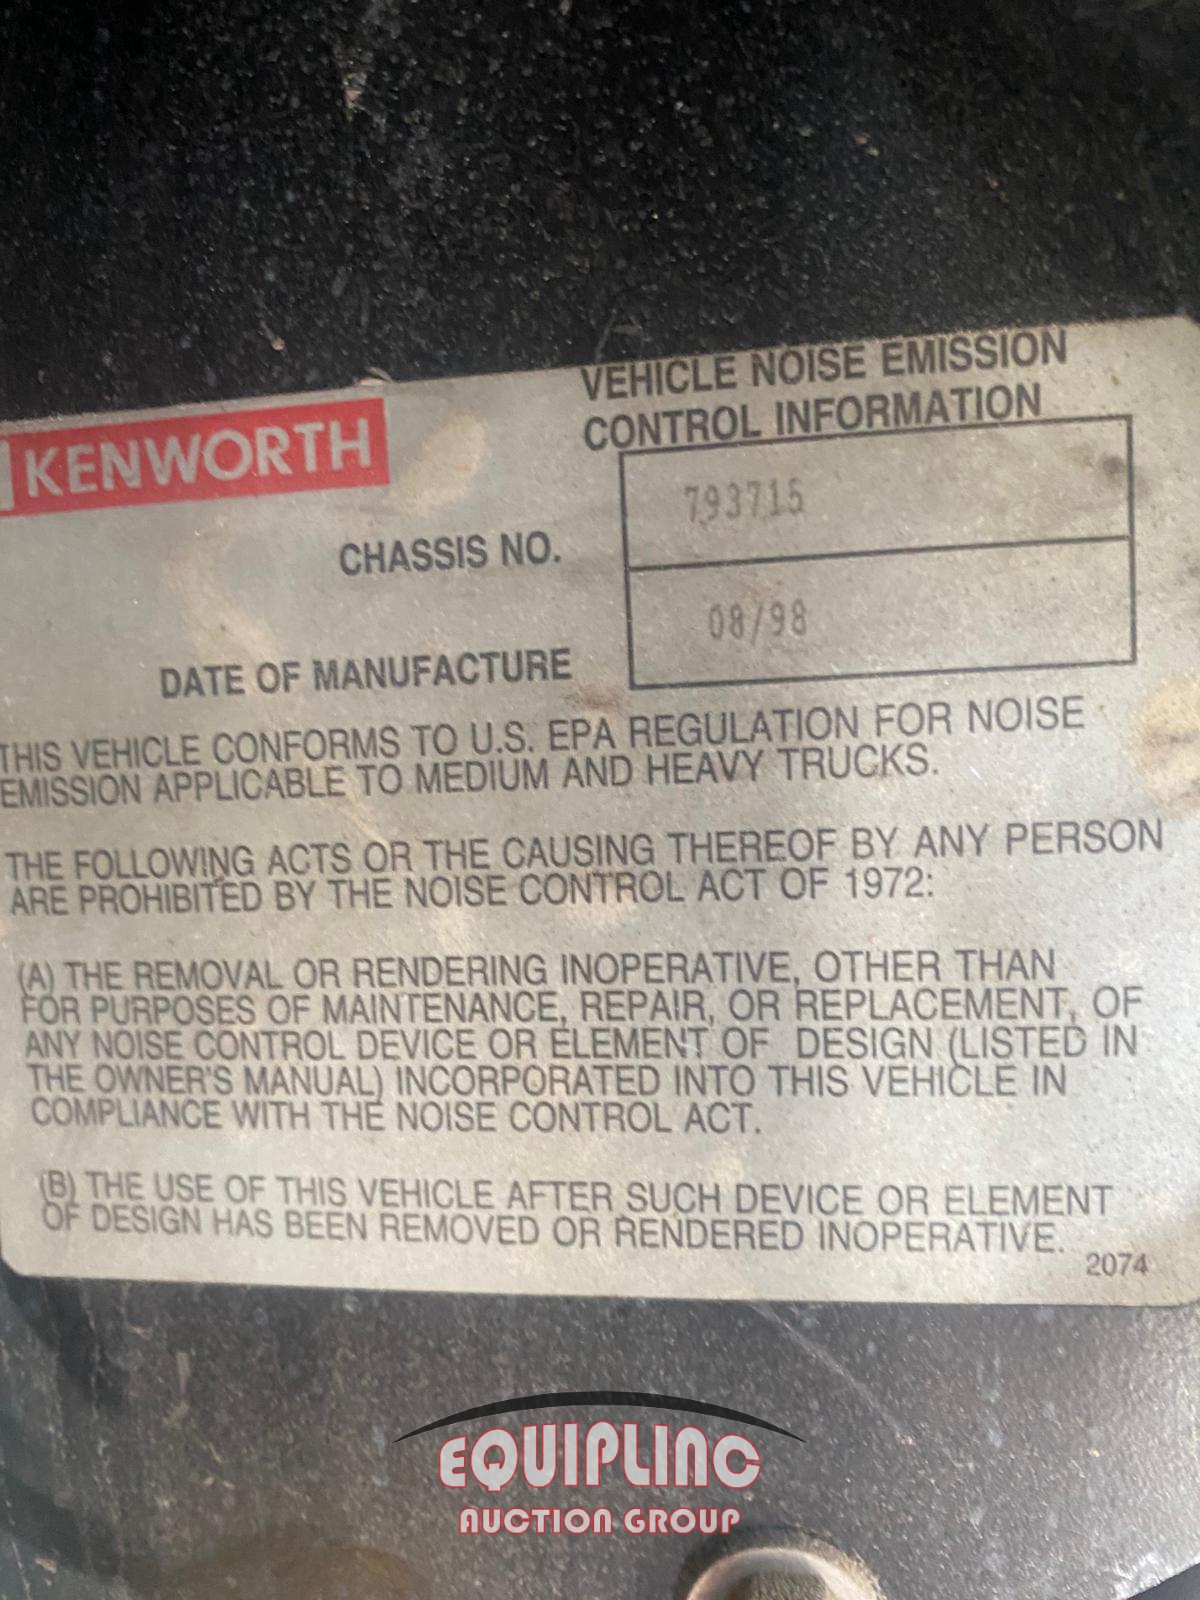 KENWORTH
VEHICLE NOISE EMISSION
CONTROL INFORMATION
CHASSIS NO.
793715
DATE OF MANUFACTURE
08/98
THIS VEHICLE CONFORMS TO U.S. EPA REGULATION FOR NOISE
EMISSION APPLICABLE TO MEDIUM AND HEAVY TRUCKS.
THE FOLLOWING ACTS OR THE CAUSING THEREOF BY ANY PERSON
ARE PROHIBITED BY THE NOISE CONTROL ACT OF 1972:
(A) THE REMOVAL OR RENDERING INOPERATIVE, OTHER THAN
FOR PURPOSES OF MAINTENANCE, REPAIR, OR REPLACEMENT, OF
ANY NOISE CONTROL DEVICE OR ELEMENT OF DESIGN (LISTED IN
THE OWNER'S MANUAL) INCORPORATED INTO THIS VEHICLE IN
COMPLIANCE WITH THE NOISE CONTROL ACT.
(B) THE USE OF THIS VEHICLE AFTER SUCH DEVICE OR ELEMENT
OF DESIGN HAS BEEN REMOVED OR RENDERED INOPERATIVE.
2074
EQUIPLINC
AUCTION GROUP